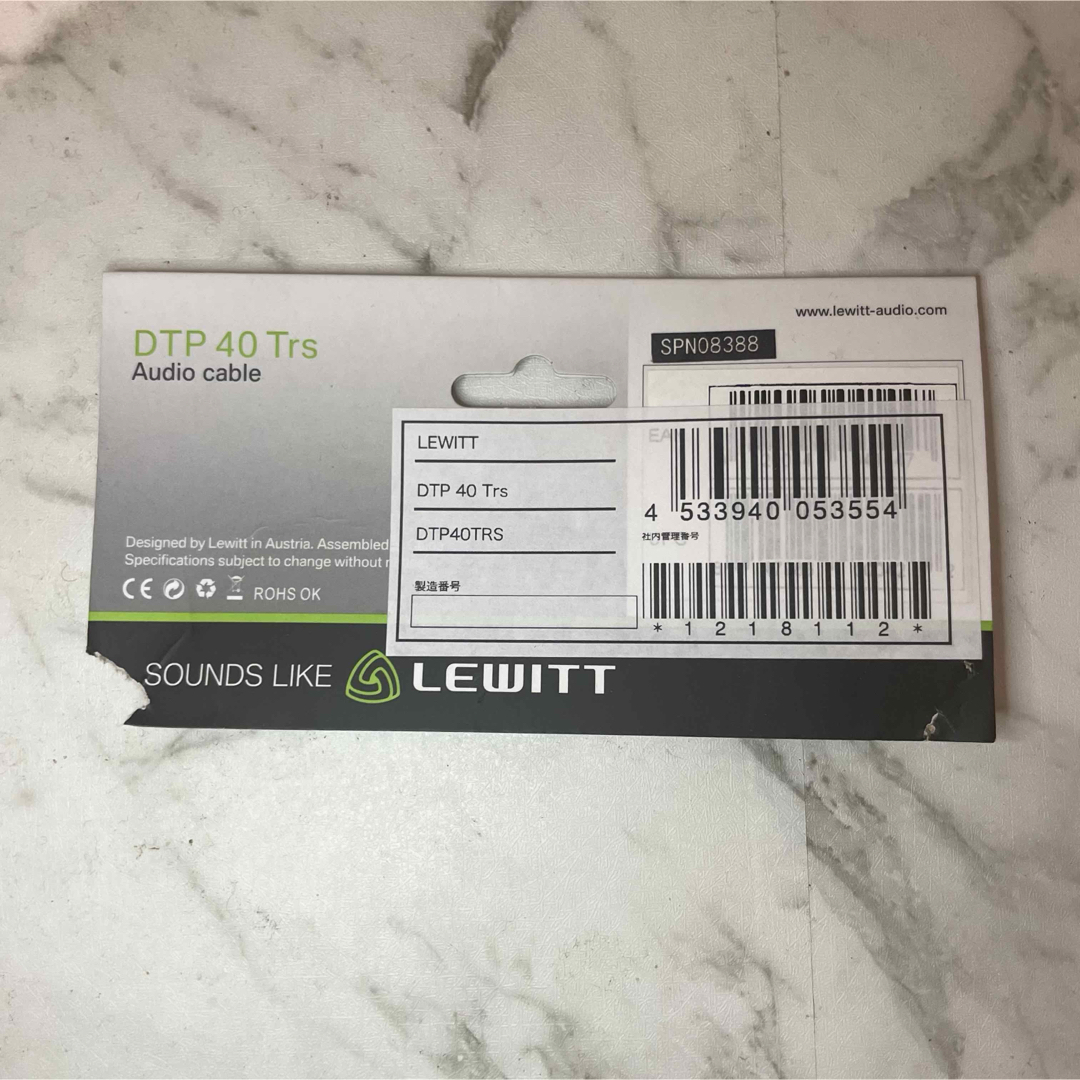 www.lewitt-audio.com
DTP 40 Trs
Audio cable
SPN08388
EA
LEWITT
DTP 40 Trs
DTP40TRS
製造番号
4 533940 053554
社内管理番号
* 1 2 1 8 1 1 2 *
Designed by Lewitt in Austria. Assembled
Specifications subject to change without
CE
ROHS OK
SOUNDS LIKE LEWITT